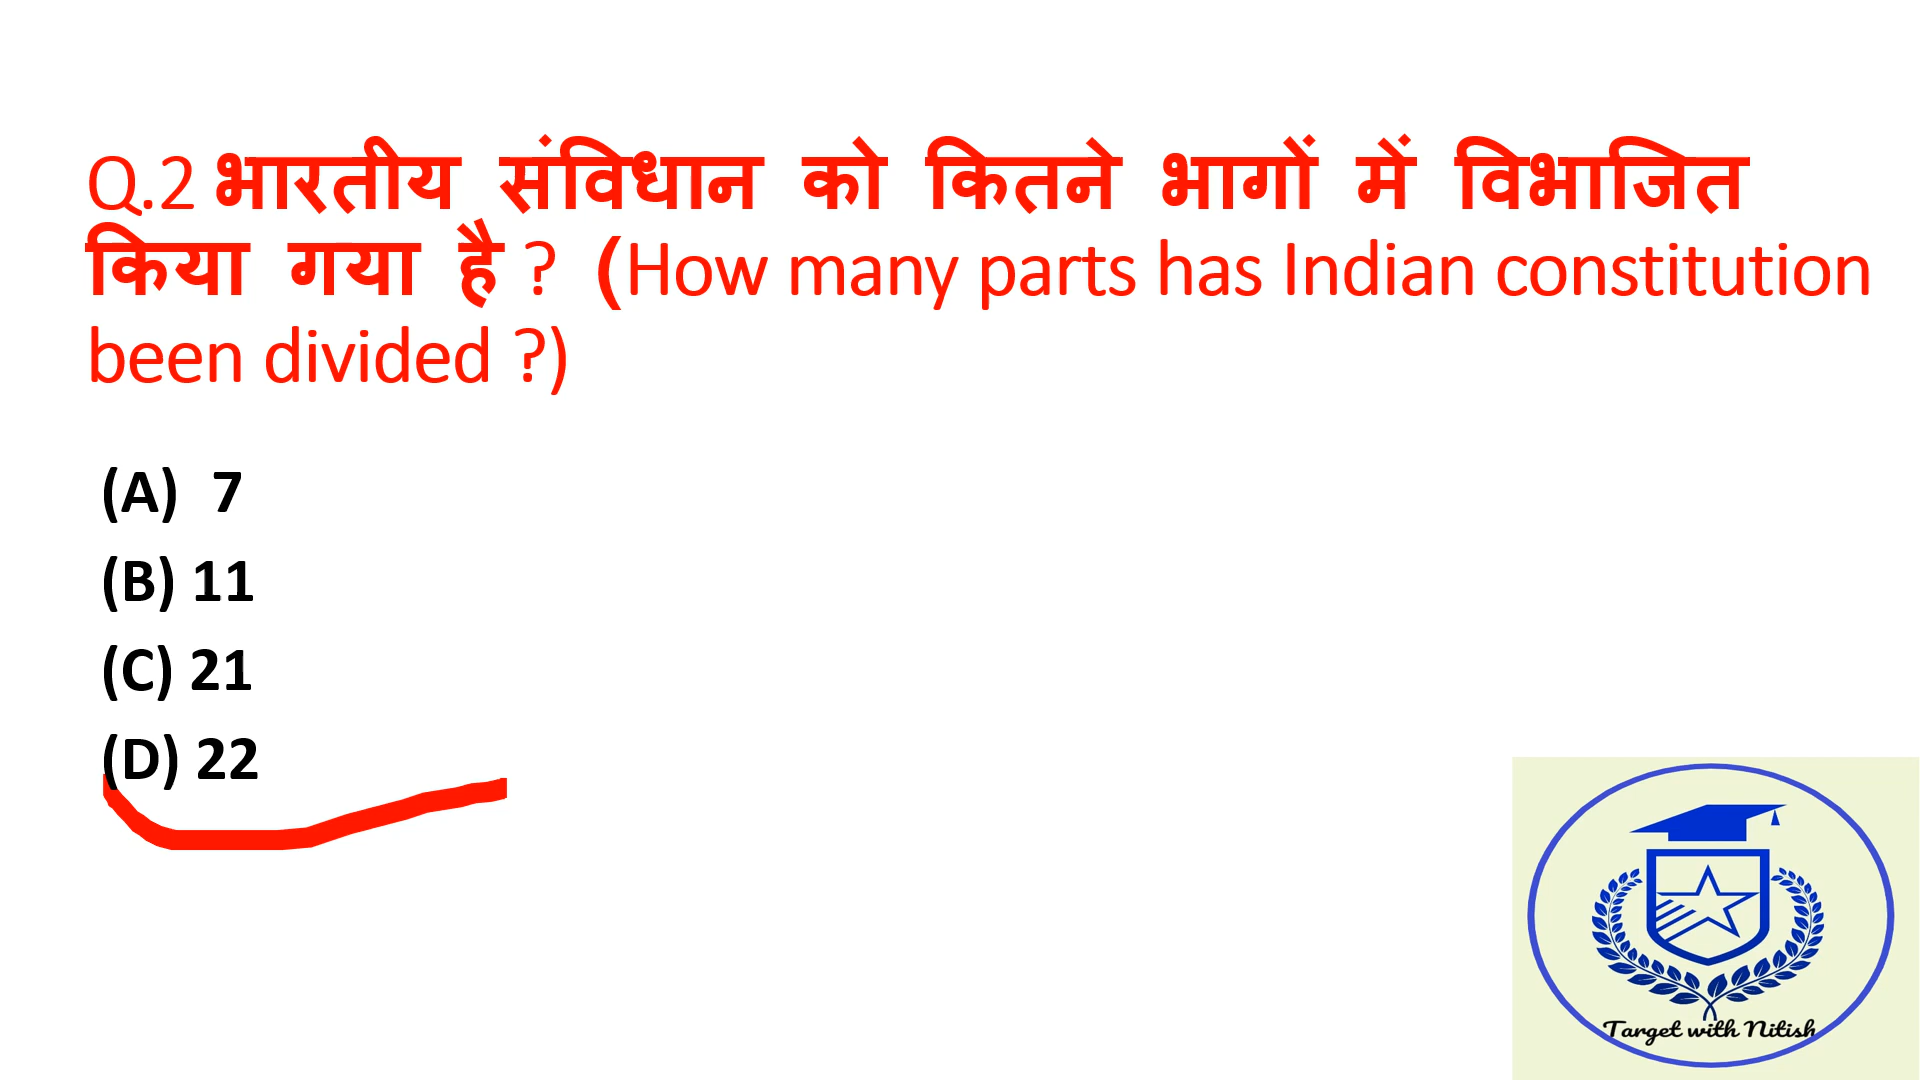 Q.2 भारतीय संविधान को कितने भागों में विभाजित
किया गया है ? (How many parts has Indian constitution
been divided ?)
(A) 7
(B) 11
(C) 21
(D) 22
Target with Nitish